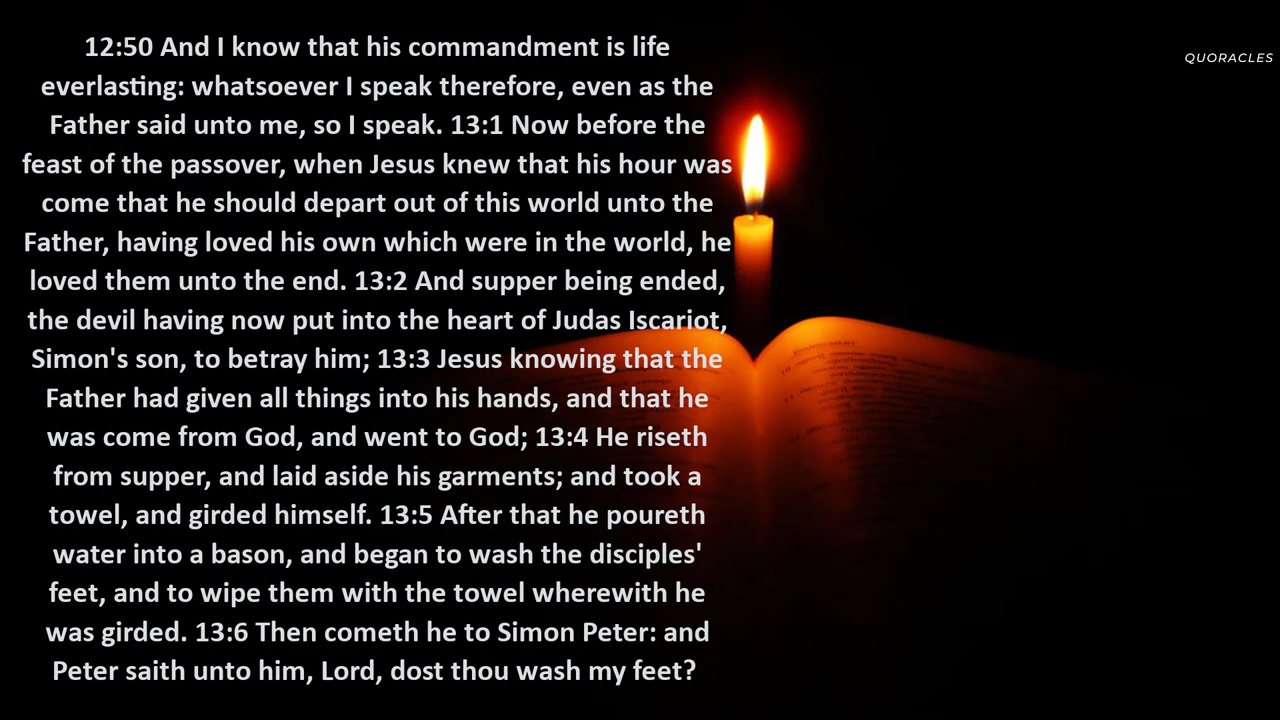 12:50 And I know that his commandment is life
everlasting: whatsoever I speak therefore, even as the
Father said unto me, so I speak. 13:1 Now before the
feast of the passover, when Jesus knew that his hour was
come that he should depart out of this world unto the
Father, having loved his own which were in the world, he
loved them unto the end. 13:2 And supper being ended,
the devil having now put into the heart of Judas Iscariot,
Simon's son, to betray him; 13:3 Jesus knowing that the
Father had given all things into his hands, and that he
was come from God, and went to God; 13:4 He riseth
from supper, and laid aside his garments; and took a
towel, and girded himself. 13:5 After that he poureth
water into a bason, and began to wash the disciples'
feet, and to wipe them with the towel wherewith he
was girded. 13:6 Then cometh he to Simon Peter: and
Peter saith unto him, Lord, dost thou wash my feet?
QUORACLES